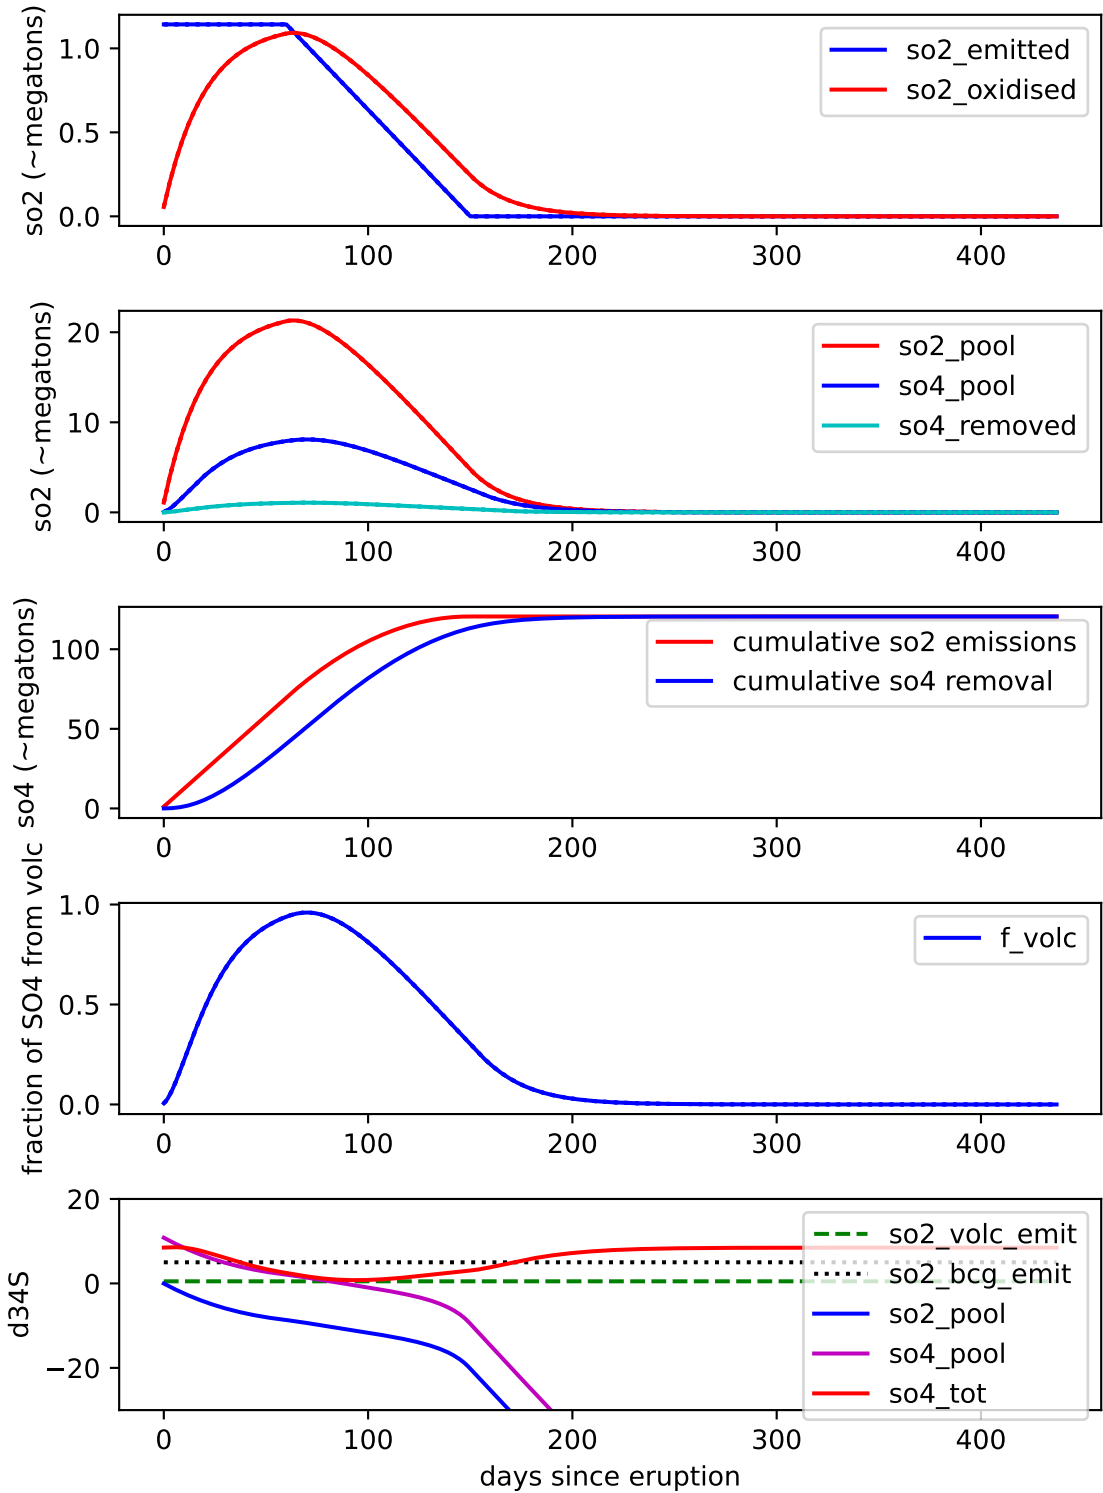 so2 (~megatons)
1.0
0.5
0.0
so2_emitted
so2_oxidised
0 100 200 300 400
so2 (~megatons)
20
10
0
so2_pool
so4_pool
so4_removed
0 100 200 300 400
so4 (~megatons)
100
50
0
cumulative so2 emissions
cumulative so4 removal
0 100 200 300 400
fraction of SO4 from volc
1.0
0.5
0.0
f_volc
0 100 200 300 400
d34S
20
0
−20
so2_volc_emit
so2_bcg_emit
so2_pool
so4_pool
so4_tot
0 100 200 300 400
days since eruption